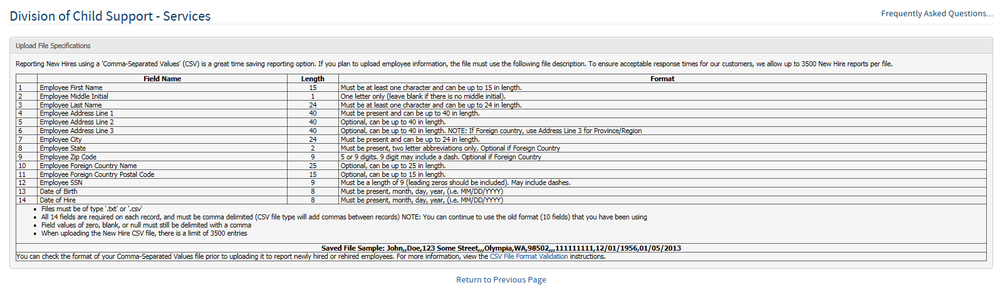 Division of Child Support - Services
Frequently Asked Questions...
Upload File Specifications
Reporting New Hires using a 'Comma-Separated Values' (CSV) is a great time saving reporting option. If you plan to upload employee information, the file must use the following file description. To ensure acceptable response times for our customers, we allow up to 3500 New Hire reports per file.
Field Name Length Format
1 Employee First Name 15 Must be at least one character and can be up to 15 in length.
2 Employee Middle Initial 1 One letter only (leave blank if there is no middle initial).
3 Employee Last Name 24 Must be at least one character and can be up to 24 in length.
4 Employee Address Line 1 40 Must be present and can be up to 40 in length.
5 Employee Address Line 2 40 Optional, can be up to 40 in length.
6 Employee Address Line 3 40 Optional, can be up to 40 in length. NOTE: If Foreign country, use Address Line 3 for Province/Region
7 Employee City 24 Must be present and can be up to 24 in length.
8 Employee State 2 Must be present, two letter abbreviations only. Optional if Foreign Country
9 Employee Zip Code 9 5 or 9 digits. 9 digit may include a dash. Optional if Foreign Country
10 Employee Foreign Country Name 25 Optional, can be up to 25 in length.
11 Employee Foreign Country Postal Code 15 Optional, can be up to 15 in length.
12 Employee SSN 9 Must be a length of 9 (leading zeros should be included). May include dashes.
13 Date of Birth 8 Must be present, month, day, year, (i.e. MM/DD/YYYY)
14 Date of Hire 8 Must be present, month, day, year, (i.e. MM/DD/YYYY)
• Files must be of type '.txt' or '.csv'
• All 14 fields are required on each record, and must be comma delimited (CSV file type will add commas between records) NOTE: You can continue to use the old format (10 fields) that you have been using
• Field values of zero, blank, or null must still be delimited with a comma
• When uploading the New Hire CSV file, there is a limit of 3500 entries
Saved File Sample: John,,Doe,123 Some Street,,,Olympia,WA,98502,,,111111111,12/01/1956,01/05/2013
You can check the format of your Comma-Separated Values file prior to uploading it to report newly hired or rehired employees. For more information, view the CSV File Format Validation instructions.
Return to Previous Page